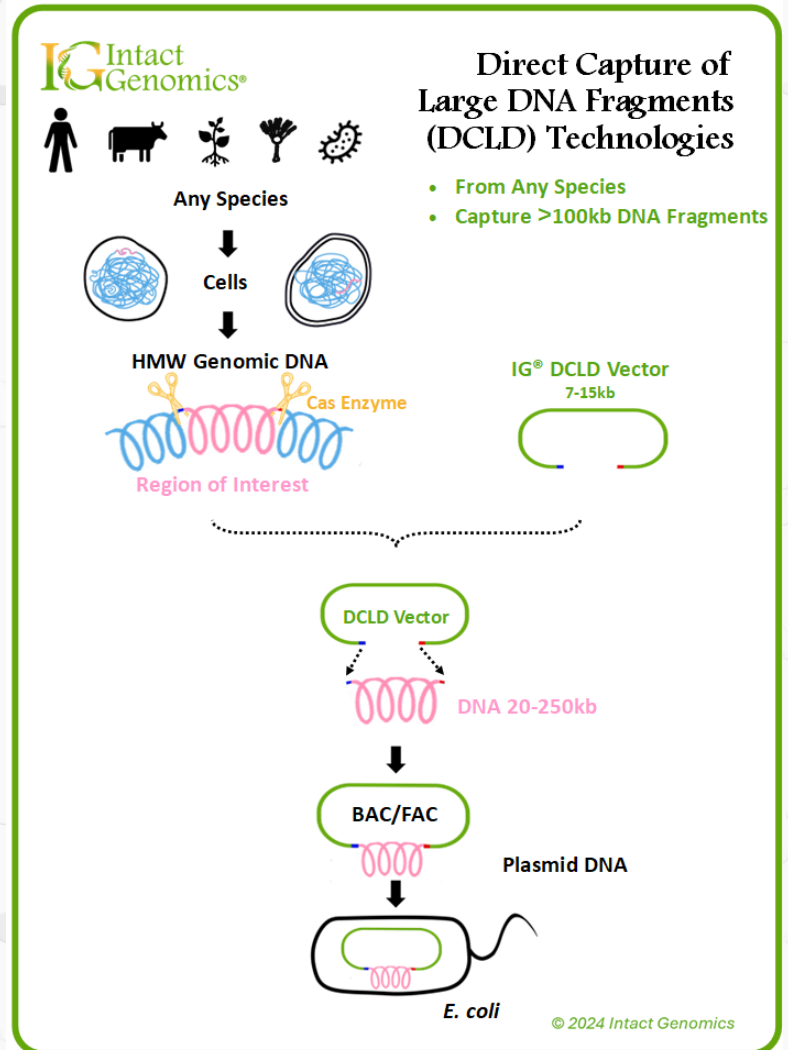 IG Intact
Genomics®
Direct Capture of
Large DNA Fragments
(DCLD) Technologies
• From Any Species
• Capture >100kb DNA Fragments
Any Species
Cells
HMW Genomic DNA
Cas Enzyme
Region of Interest
IG® DCLD Vector
7-15kb
DCLD Vector
DNA 20-250kb
BAC/FAC
Plasmid DNA
E. coli
© 2024 Intact Genomics